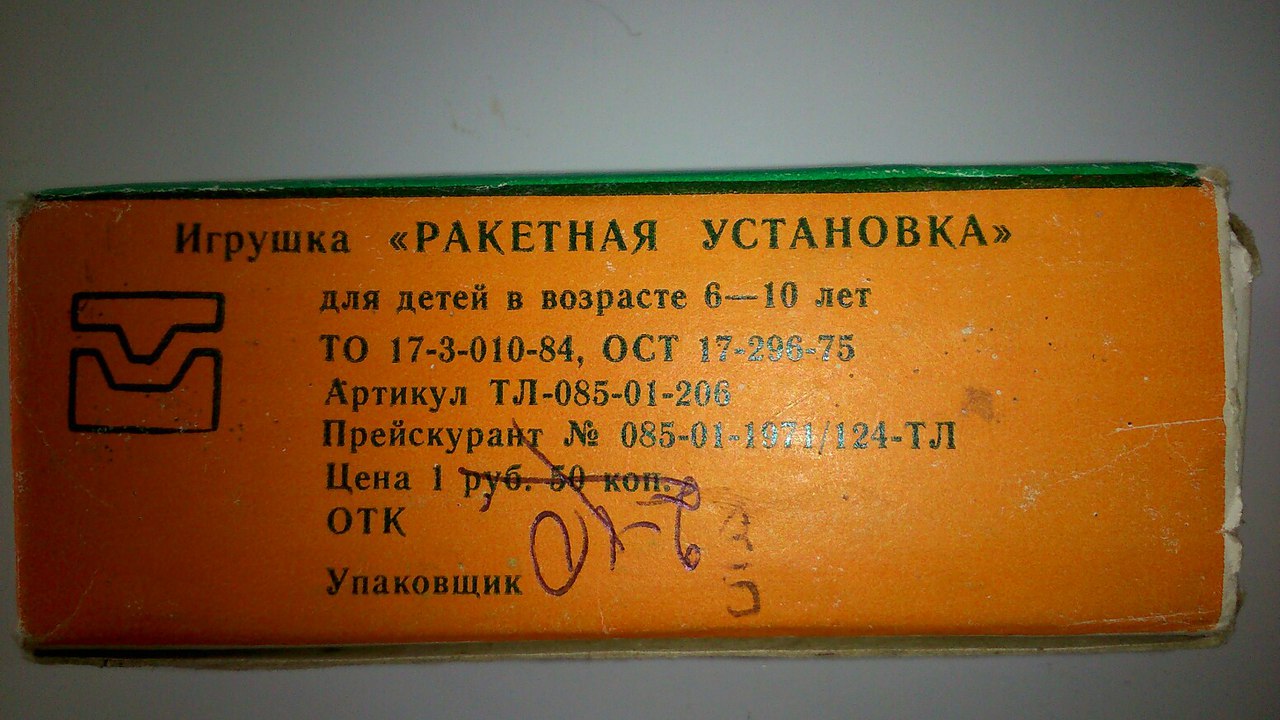 Игрушка «РАКЕТНАЯ УСТАНОВКА»
для детей в возрасте 6—10 лет
ТО 17-3-010-84, ОСТ 17-296-75
Артикул ТЛ-085-01-206
Прейскурант № 085-01-1971/124-ТЛ
Цена 1 руб. 50 коп.
ОТК
Упаковщик